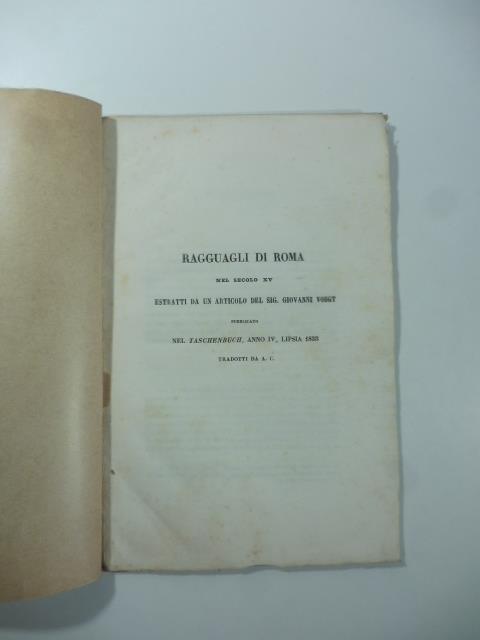 RAGGUAGLI DI ROMA
NEL SECOLO XV
ESTRATTI DA UN ARTICOLO DEL SIG. GIOVANNI VOIGT
PUBBLICATO
NEL TASCHENBUCH, ANNO IV, LIPSIA 1833
TRADOTTI DA A. C.